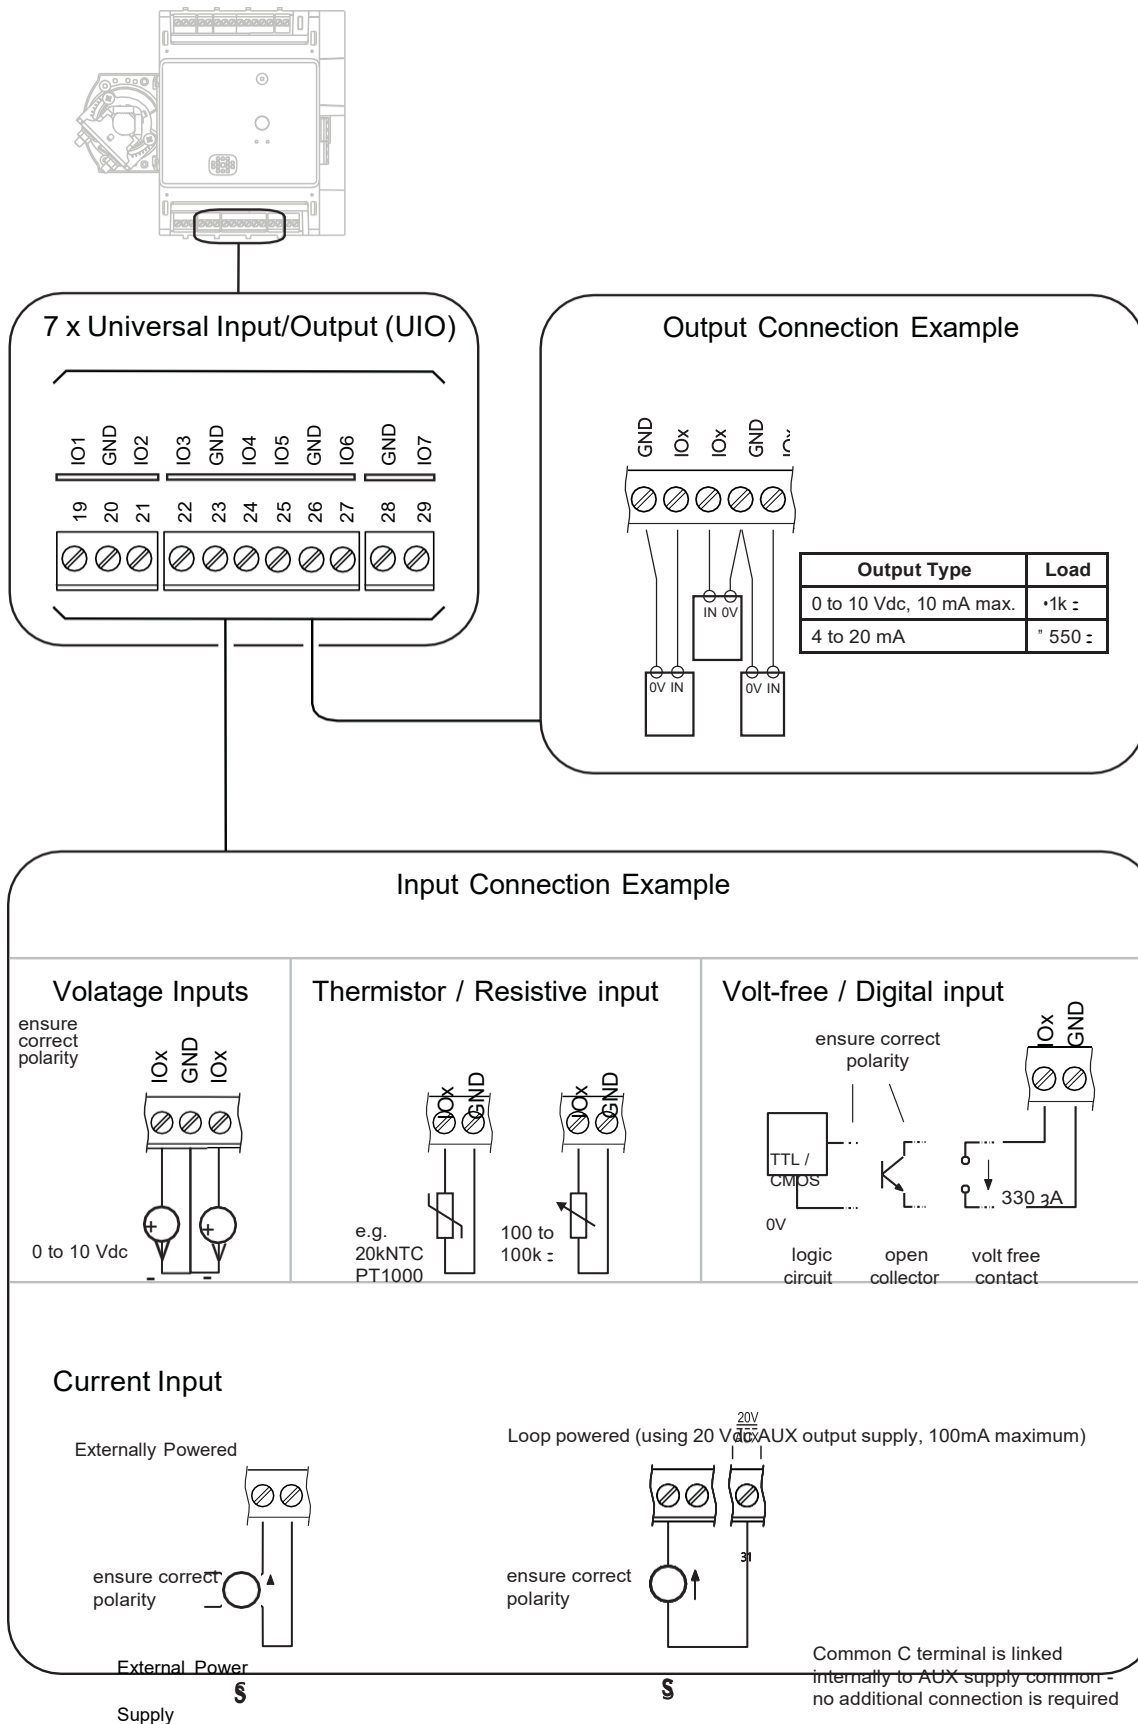 7 x Universal Input/Output (UIO)
IO1 GND IO2 IO3 GND IO4 IO5 GND IO6 GND IO7
19 20 21 22 23 24 25 26 27 28 29
Output Connection Example
GND IOx IOx GND IOx
IN 0V
0V IN
0V IN
Output Type Load
0 to 10 Vdc, 10 mA max. •1k
4 to 20 mA " 550
Input Connection Example
Volatage Inputs
ensure
correct
polarity
IOx GND IOx
+ +
0 to 10 Vdc
- -
Thermistor / Resistive input
IOx GND
IOx GND
e.g.
20kNTC
PT1000
100 to
100k
Volt-free / Digital input
ensure correct
polarity
IOx GND
TTL /
CMOS
0V
330 3A
logic
circuit
open
collector
volt free
contact
Current Input
Externally Powered
ensure correct
polarity
External Power
Supply
Loop powered (using 20 Vdc AUX output supply, 100mA maximum)
20V
AUX
31
ensure correct
polarity
Common C terminal is linked
internally to AUX supply common -
no additional connection is required